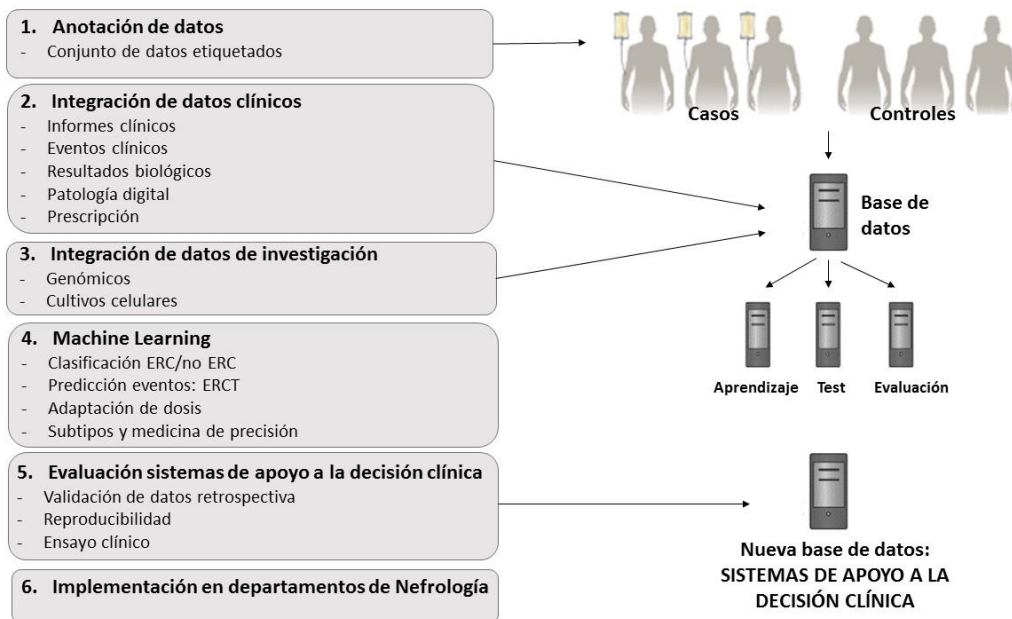 1. Anotación de datos
- Conjunto de datos etiquetados
2. Integración de datos clínicos
- Informes clínicos
- Eventos clínicos
- Resultados biológicos
- Patología digital
- Prescripción
3. Integración de datos de investigación
- Genómicos
- Cultivos celulares
4. Machine Learning
- Clasificación ERC/no ERC
- Predicción eventos: ERCT
- Adaptación de dosis
- Subtipos y medicina de precisión
5. Evaluación sistemas de apoyo a la decisión clínica
- Validación de datos retrospectiva
- Reproducibilidad
- Ensayo clínico
6. Implementación en departamentos de Nefrología
Casos
Controles
Base de
datos
Aprendizaje
Test
Evaluación
Nueva base de datos:
SISTEMAS DE APOYO A LA
DECISIÓN CLÍNICA